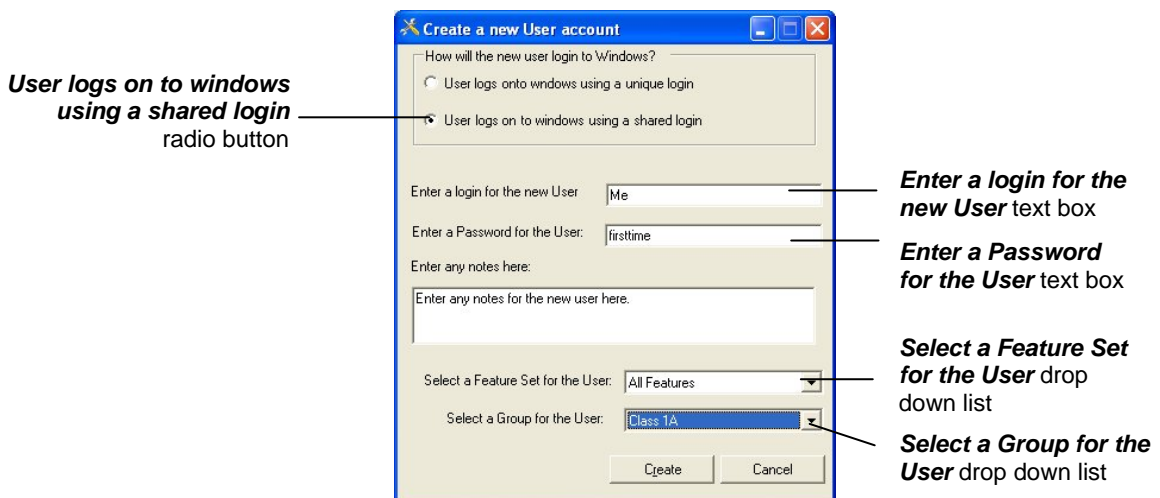 Create a new User account
How will the new user login to Windows?
User logs onto wndows using a unique login
User logs on to windows using a shared login
User logs on to windows
using a shared login
radio button
Enter a login for the new User
Me
Enter a login for the
new User text box
Enter a Password for the User:
firsttime
Enter a Password
for the User text box
Enter any notes here:
Enter any notes for the new user here.
Select a Feature Set for the User:
All Features
Select a Feature Set
for the User drop
down list
Select a Group for the User:
Class 1A
Select a Group for the
User drop down list
Create
Cancel